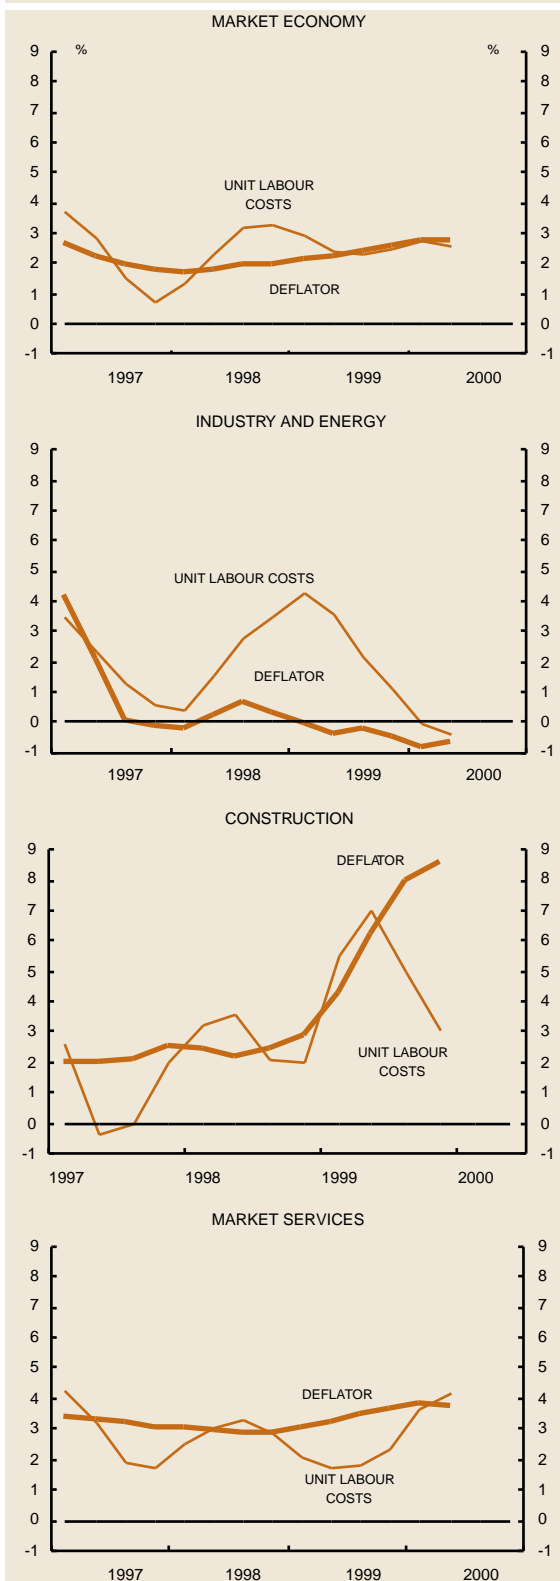 MARKET ECONOMY
9 % % 9
8 8
7 7
6 6
5 5
UNIT LABOUR
COSTS
4 4
3 3
2 2
DEFLATOR
1 1
0 0
-1 -1
1997 1998 1999 2000
INDUSTRY AND ENERGY
9 9
8 8
7 7
6 6
5 5
UNIT LABOUR COSTS
4 4
3 3
2 2
DEFLATOR
1 1
0 0
-1 -1
1997 1998 1999 2000
CONSTRUCTION
9 9
DEFLATOR
8 8
7 7
6 6
5 5
4 4
3 3
UNIT LABOUR
COSTS
2 2
1 1
0 0
-1 -1
1997 1998 1999 2000
MARKET SERVICES
9 9
8 8
7 7
6 6
5 5
DEFLATOR
4 4
3 3
2 2
UNIT LABOUR
COSTS
1 1
0 0
-1 -1
1997 1998 1999 2000